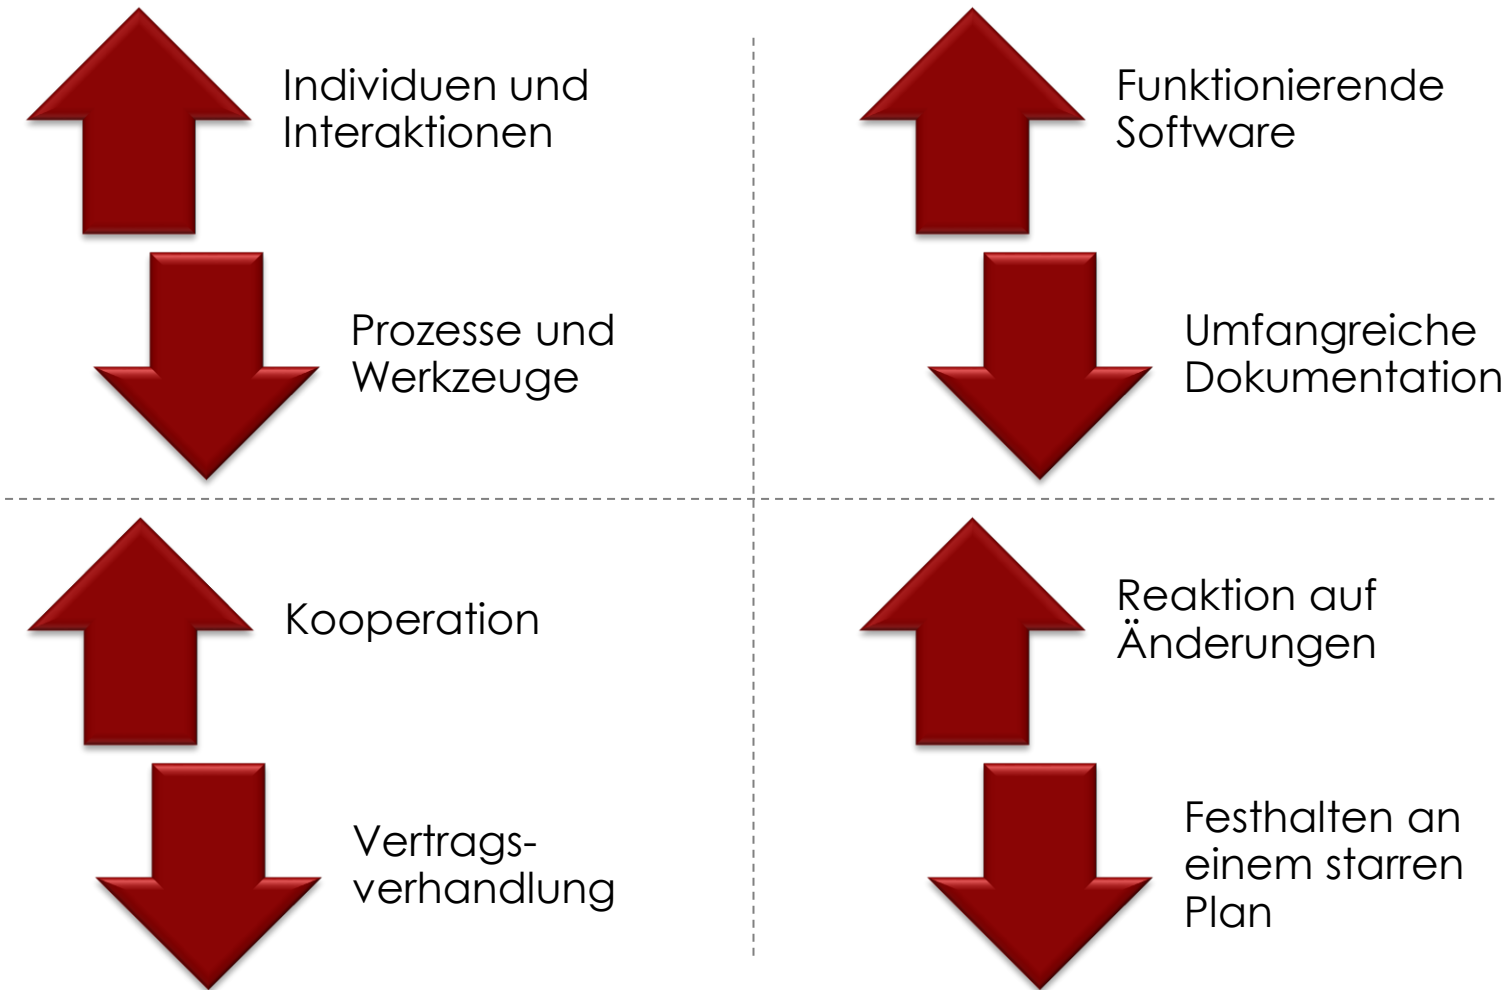 Individuen und
Interaktionen
Prozesse und
Werkzeuge
Funktionierende
Software
Umfangreiche
Dokumentation
Kooperation
Vertrags-
verhandlung
Reaktion auf
Änderungen
Festhalten an
einem starren
Plan